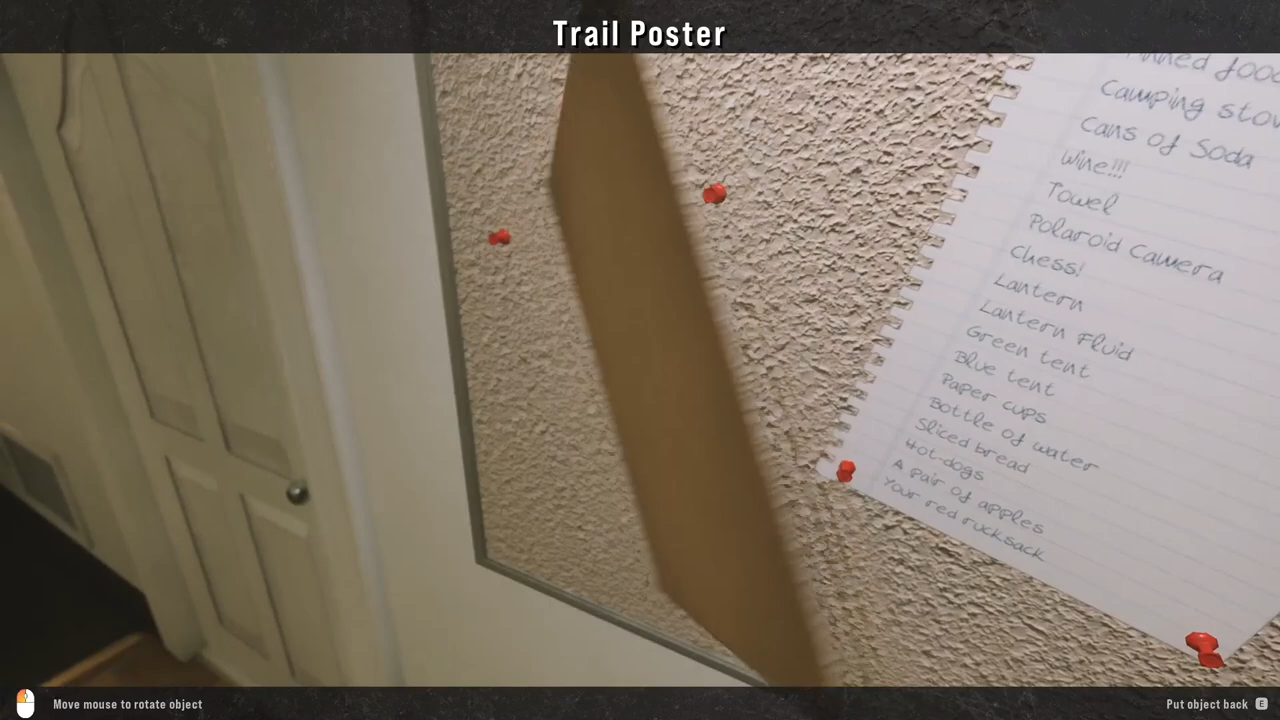 Trail Poster
Camping
Cans of Soda
Wine!!!
Towel
Polaroid Camera
Chess!
Lantern
Lantern Fluid
Green tent
Blue tent
Paper cups
Bottle of water
Sliced bread
Hot-dogs
A pair of apples
Your red rucksack
Move mouse to rotate object
Put object back E